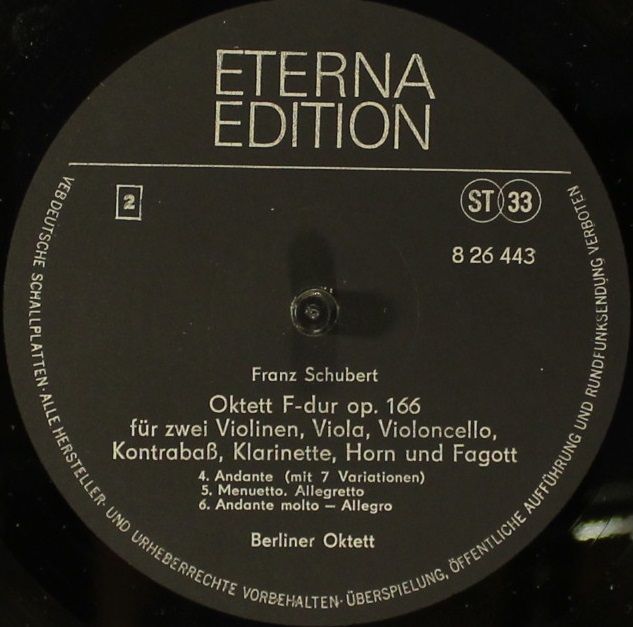 ETERNA
EDITION
2
ST 33
8 26 443
Franz Schubert
Oktett F-dur op. 166
für zwei Violinen, Viola, Violoncello,
Kontrabaß, Klarinette, Horn und Fagott
4. Andante (mit 7 Variationen)
5. Menuetto. Allegretto
6. Andante molto – Allegro
Berliner Oktett
VEB DEUTSCHE SCHALLPLATTEN · ALLE HERSTELLER- UND URHEBERRECHTE VORBEHALTEN · ÜBERSPIELUNG, ÖFFENTLICHE AUFFÜHRUNG UND RUNDFUNKSENDUNG VERBOTEN